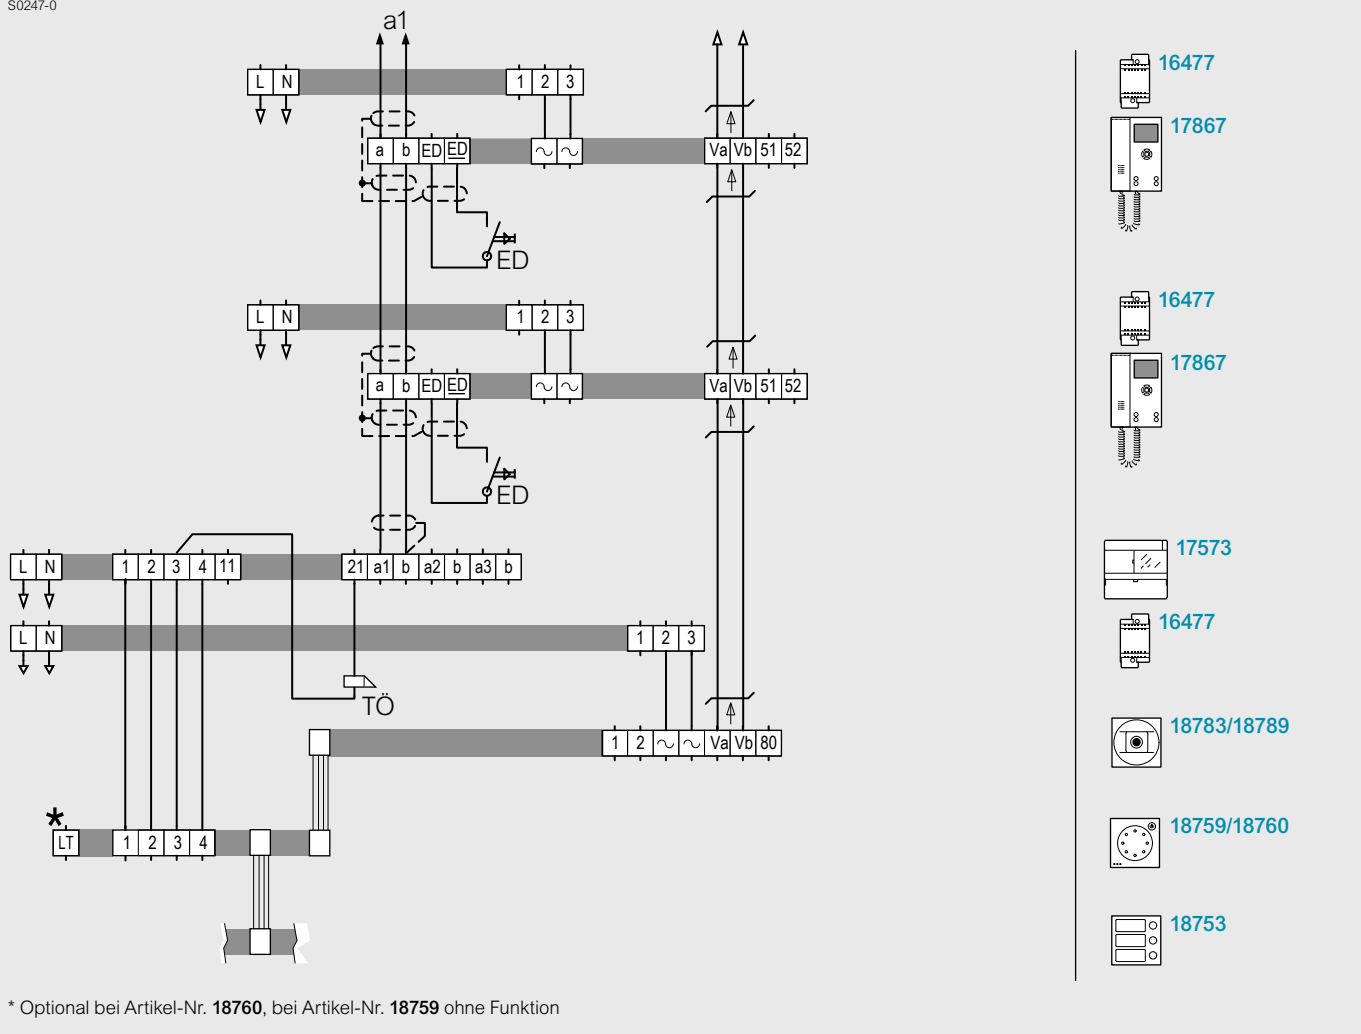 S0247-0
a1
L N 1 2 3 16477
17867
a b ED ED ~ ~ Va Vb 51 52
ED
L N 1 2 3 16477
17867
a b ED ED ~ ~ Va Vb 51 52
ED
L N 1 2 3 4 11 21 a1 b a2 b a3 b 17573
L N 1 2 3 16477
TÖ
1 2 ~ ~ Va Vb 80 18783/18789
*
LT 1 2 3 4 18759/18760
18753
* Optional bei Artikel-Nr. 18760, bei Artikel-Nr. 18759 ohne Funktion